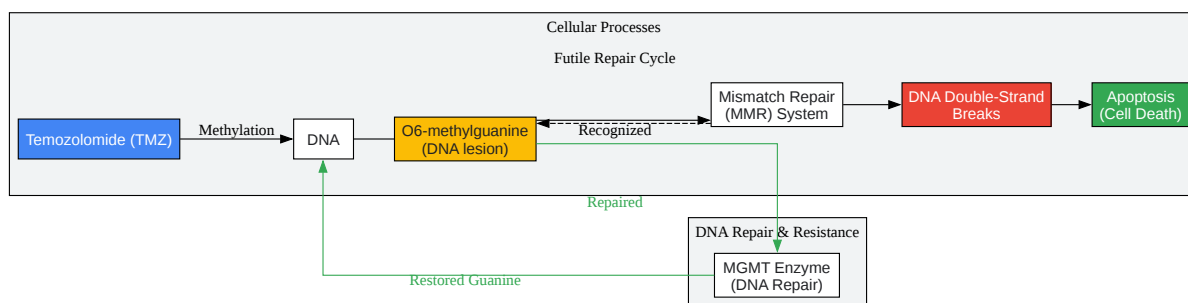 Cellular Processes
Futile Repair Cycle
Temozolomide (TMZ)
Methylation
DNA
O6-methylguanine
(DNA lesion)
Recognized
Mismatch Repair
(MMR) System
DNA Double-Strand
Breaks
Apoptosis
(Cell Death)
Repaired
DNA Repair & Resistance
MGMT Enzyme
(DNA Repair)
Restored Guanine